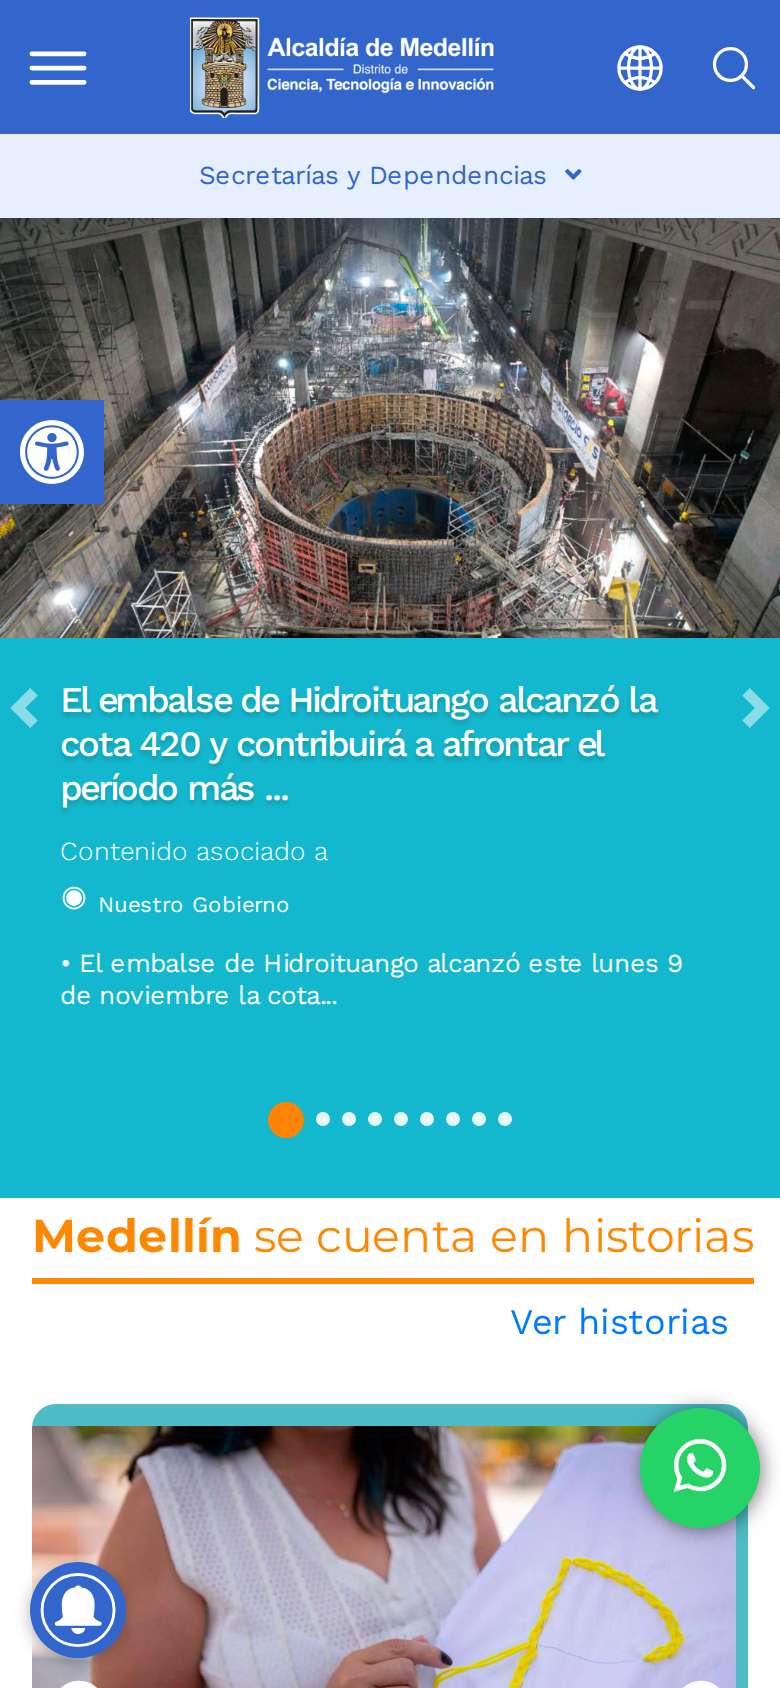 Alcaldía de Medellín
Distrito de
Ciencia, Tecnología e Innovación
Secretarías y Dependencias
El embalse de Hidroituango alcanzó la
cota 420 y contribuirá a afrontar el
período más ...
Contenido asociado a
Nuestro Gobierno
• El embalse de Hidroituango alcanzó este lunes 9
de noviembre la cota...
Medellín se cuenta en historias
Ver historias